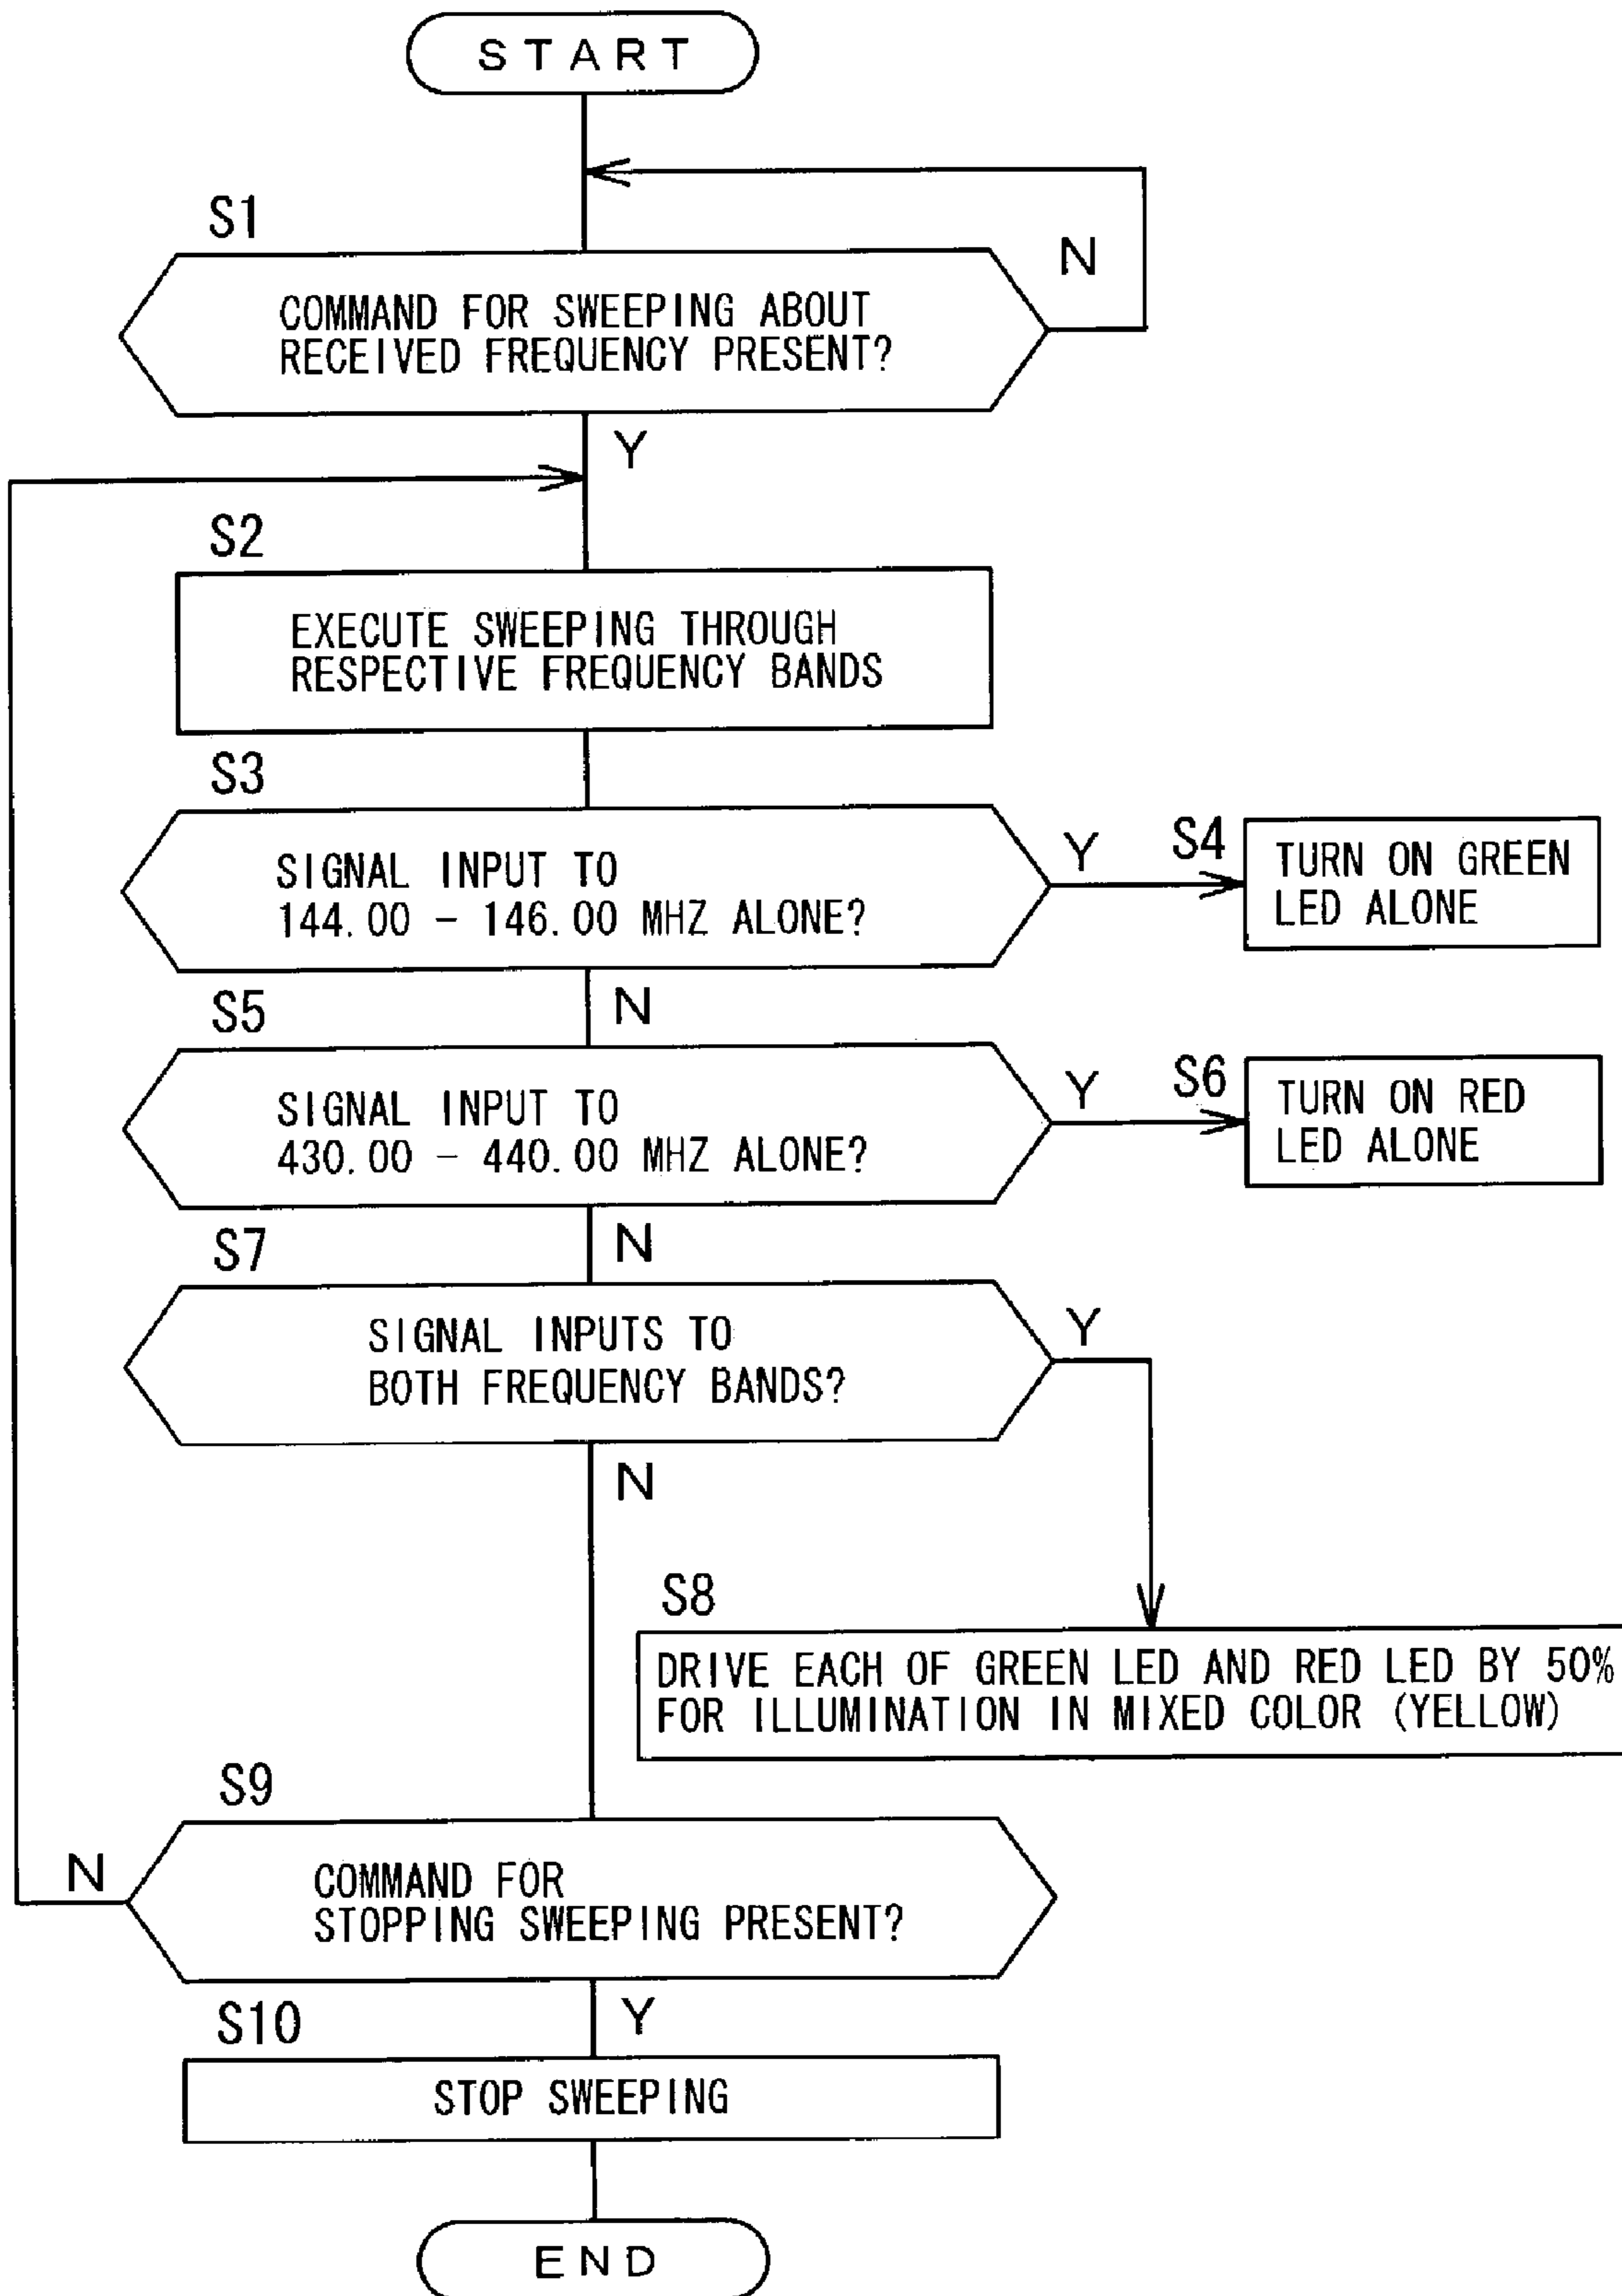 START
S1
N
COMMAND FOR SWEEPING ABOUT
RECEIVED FREQUENCY PRESENT?
Y
S2
EXECUTE SWEEPING THROUGH
RESPECTIVE FREQUENCY BANDS
S3
SIGNAL INPUT TO
144.00 - 146.00 MHZ ALONE?
Y
S4
TURN ON GREEN
LED ALONE
N
S5
SIGNAL INPUT TO
430.00 - 440.00 MHZ ALONE?
Y
S6
TURN ON RED
LED ALONE
N
S7
SIGNAL INPUTS TO
BOTH FREQUENCY BANDS?
Y
N
S8
DRIVE EACH OF GREEN LED AND RED LED BY 50%
FOR ILLUMINATION IN MIXED COLOR (YELLOW)
S9
N
COMMAND FOR
STOPPING SWEEPING PRESENT?
Y
S10
STOP SWEEPING
END